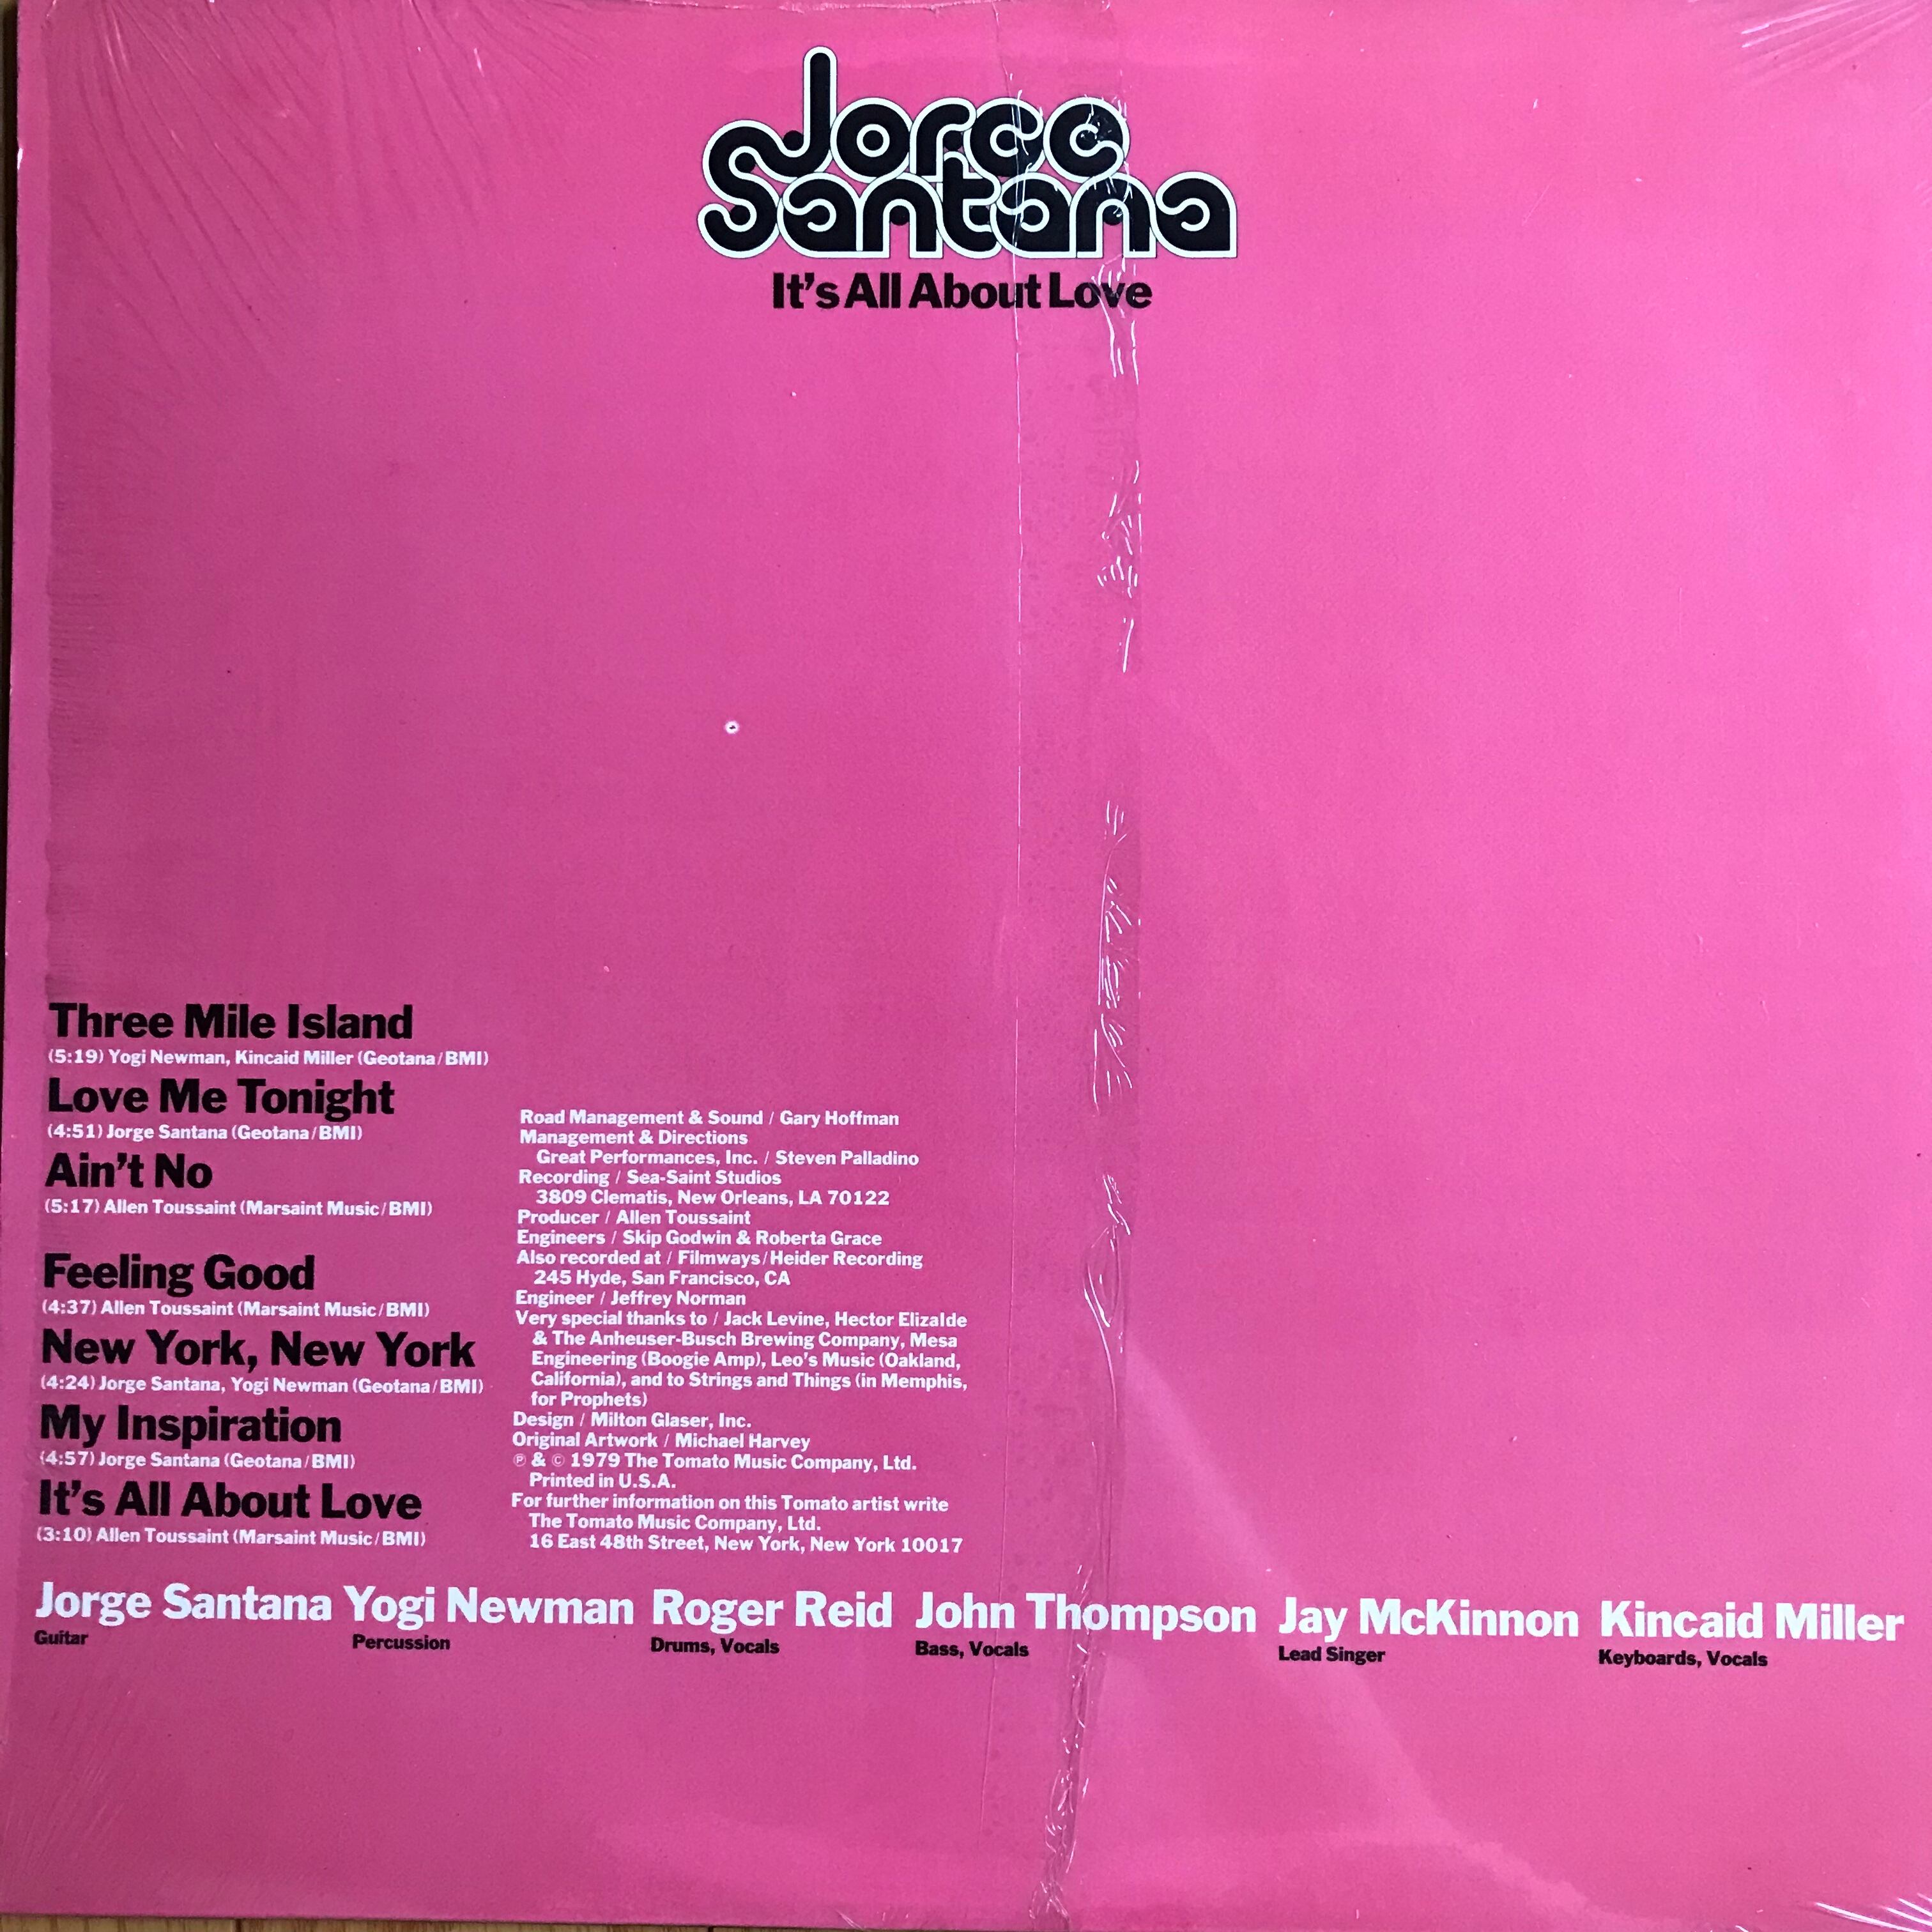 Jorge
Santana
It's All About Love
Three Mile Island
(5:19) Yogi Newman, Kincaid Miller (Geotana/BMI)
Love Me Tonight
(4:51) Jorge Santana (Geotana/BMI)
Ain't No
(5:17) Allen Toussaint (Marsaint Music/BMI)
Feeling Good
(4:37) Allen Toussaint (Marsaint Music/BMI)
New York, New York
(4:24) Jorge Santana, Yogi Newman (Geotana/BMI)
My Inspiration
(4:57) Jorge Santana (Geotana/BMI)
It's All About Love
(3:10) Allen Toussaint (Marsaint Music/BMI)
Road Management & Sound / Gary Hoffman
Management & Directions
Great Performances, Inc. / Steven Palladino
Recording / Sea-Saint Studios
3809 Clematis, New Orleans, LA 70122
Producer / Allen Toussaint
Engineers / Skip Godwin & Roberta Grace
Also recorded at / Filmways/Heider Recording
245 Hyde, San Francisco, CA
Engineer / Jeffrey Norman
Very special thanks to / Jack Levine, Hector Elizalde
& The Anheuser-Busch Brewing Company, Mesa
Engineering (Boogie Amp), Leo's Music (Oakland,
California), and to Strings and Things (in Memphis,
for Prophets)
Design / Milton Glaser, Inc.
Original Artwork / Michael Harvey
℗ & © 1979 The Tomato Music Company, Ltd.
Printed in U.S.A.
For further information on this Tomato artist write
The Tomato Music Company, Ltd.
16 East 48th Street, New York, New York 10017
Jorge Santana Yogi Newman Roger Reid John Thompson Jay McKinnon Kincaid Miller
Guitar Percussion Drums, Vocals Bass, Vocals Lead Singer Keyboards, Vocals